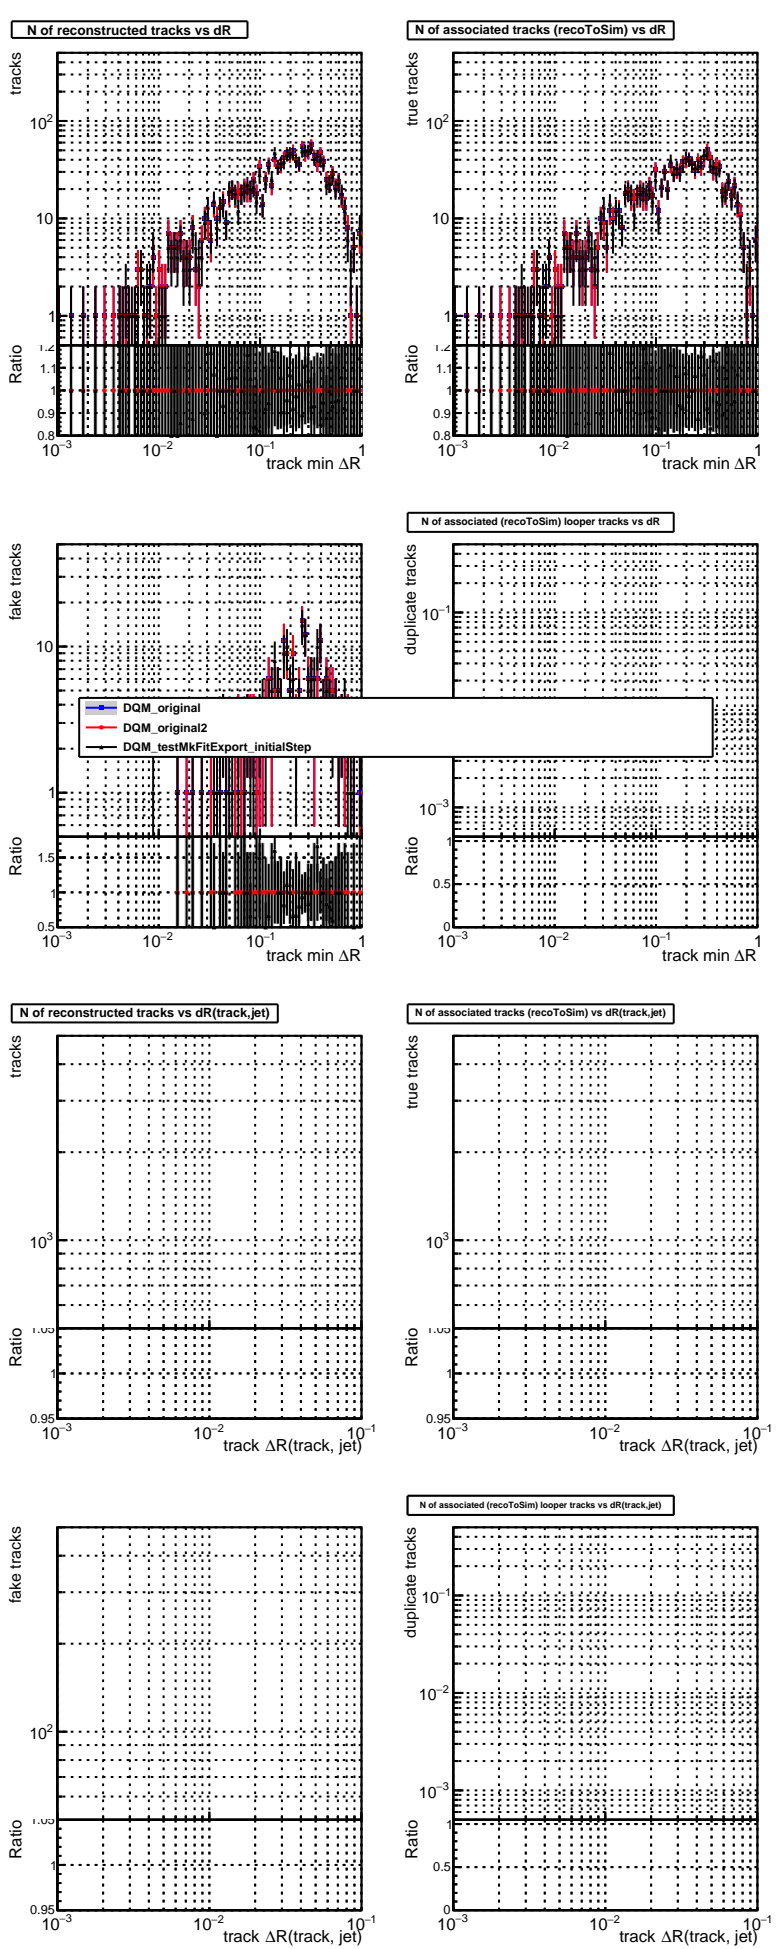 N of reconstructed tracks vs dR
N of associated tracks (recoToSim) vs dR
tracks
10²
10
1
Ratio
1.2
1.1
1
0.9
0.8
10⁻³
10⁻²
10⁻¹
1
track min ΔR
true tracks
10²
10
1
Ratio
1.2
1.1
1
0.9
0.8
10⁻³
10⁻²
10⁻¹
1
track min ΔR
N of associated (recoToSim) looper tracks vs dR
fake tracks
10
1
Ratio
1.5
1
0.5
10⁻³
10⁻²
10⁻¹
1
track min ΔR
duplicate tracks
10⁻¹
10⁻³
Ratio
1
0.5
0
10⁻³
10⁻²
10⁻¹
1
track min ΔR
DQM_original
DQM_original2
DQM_testMkFitExport_initialStep
N of reconstructed tracks vs dR(track,jet)
N of associated tracks (recoToSim) vs dR(track,jet)
tracks
10³
Ratio
1.05
1
0.95
10⁻³
10⁻²
10⁻¹
track ΔR(track, jet)
true tracks
10³
Ratio
1.05
1
0.95
10⁻³
10⁻²
10⁻¹
track ΔR(track, jet)
N of associated (recoToSim) looper tracks vs dR(track,jet)
fake tracks
10²
Ratio
1.05
1
0.95
10⁻³
10⁻²
10⁻¹
track ΔR(track, jet)
duplicate tracks
10⁻¹
10⁻²
10⁻³
Ratio
1
0.5
0
10⁻³
10⁻²
10⁻¹
track ΔR(track, jet)